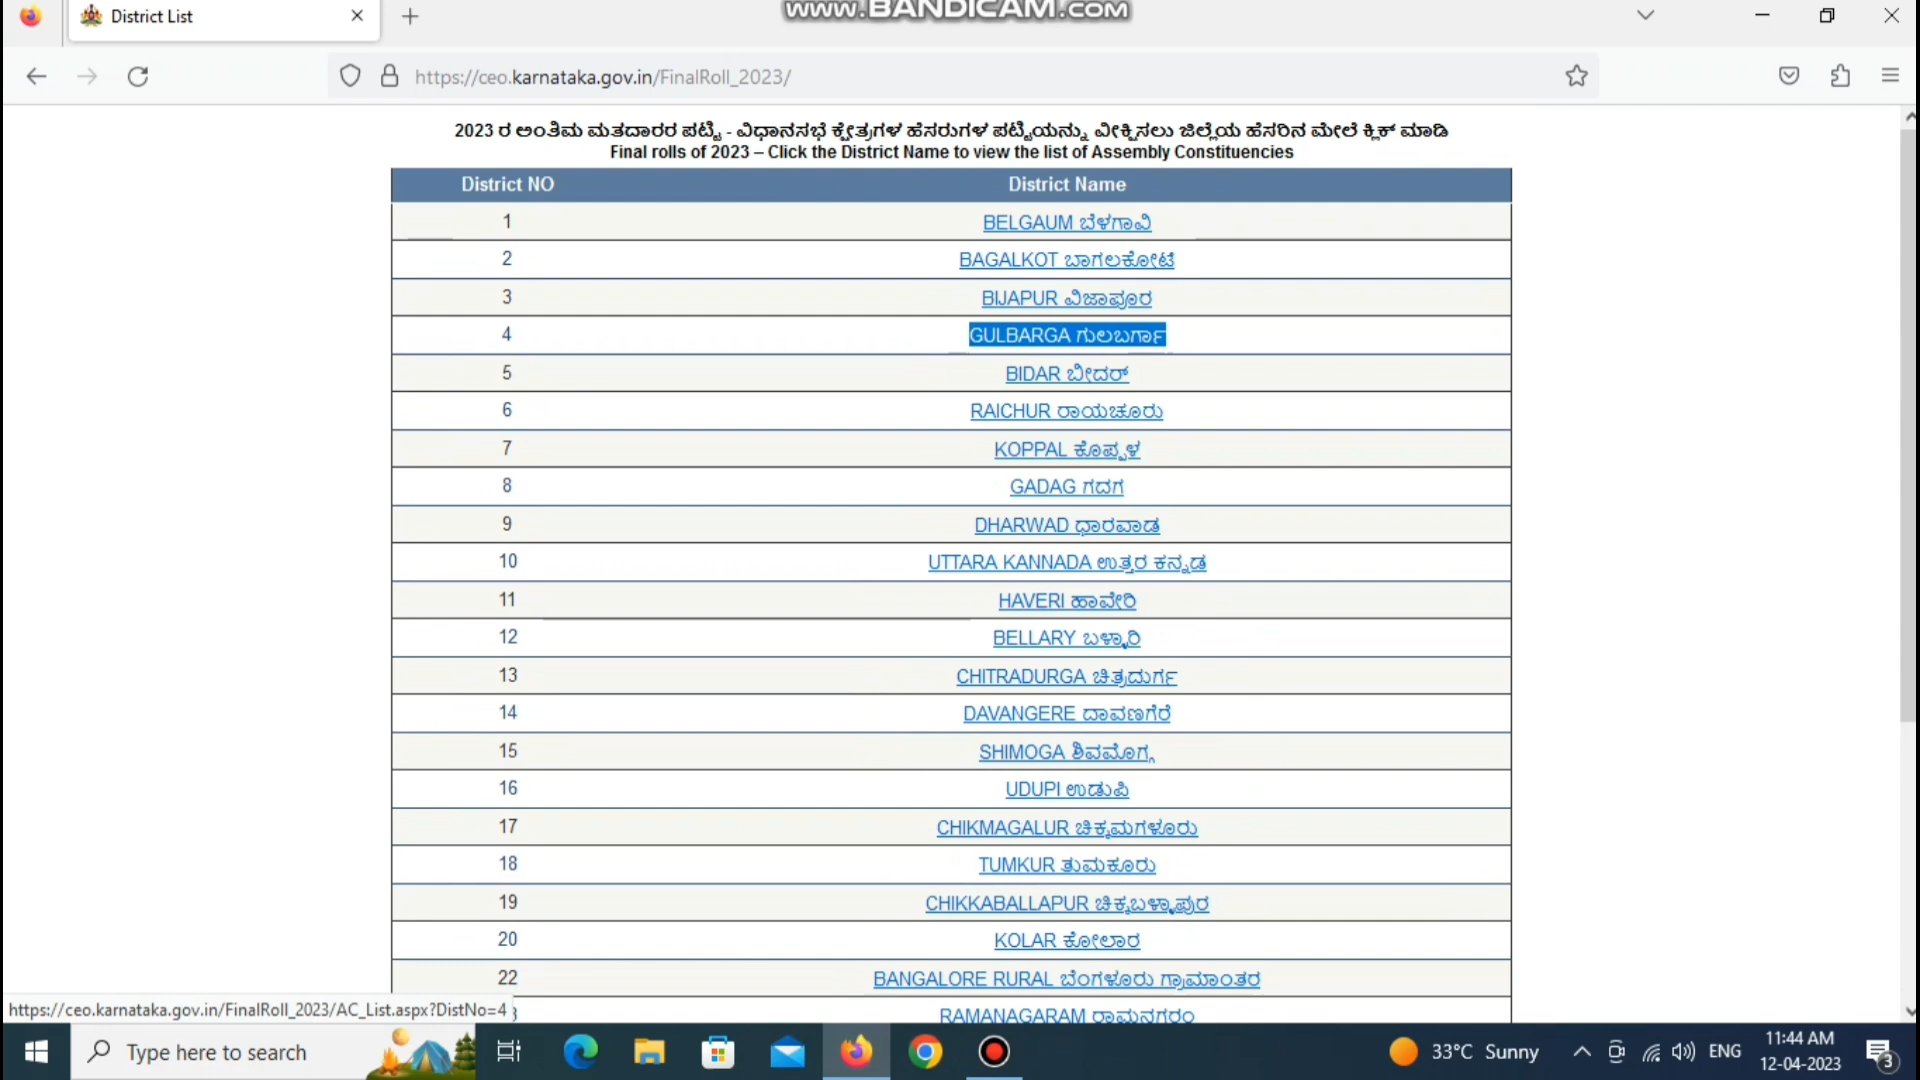 www.BANDICAM.com
District List
https://ceo.karnataka.gov.in/FinalRoll_2023/
2023 ರ ಅಂತಿಮ ಮತದಾರರ ಪಟ್ಟಿ - ವಿಧಾನಸಭೆ ಕ್ಷೇತ್ರಗಳ ಹೆಸರುಗಳ ಪಟ್ಟಿಯನ್ನು ವೀಕ್ಷಿಸಲು ಜಿಲ್ಲೆಯ ಹೆಸರಿನ ಮೇಲೆ ಕ್ಲಿಕ್ ಮಾಡಿ
Final rolls of 2023 – Click the District Name to view the list of Assembly Constituencies
District NO District Name
1 BELGAUM ಬೆಳಗಾವಿ
2 BAGALKOT ಬಾಗಲಕೋಟೆ
3 BIJAPUR ವಿಜಾಪೂರ
4 GULBARGA ಗುಲಬರ್ಗಾ
5 BIDAR ಬೀದರ್
6 RAICHUR ರಾಯಚೂರು
7 KOPPAL ಕೊಪ್ಪಳ
8 GADAG ಗದಗ
9 DHARWAD ಧಾರವಾಡ
10 UTTARA KANNADA ಉತ್ತರ ಕನ್ನಡ
11 HAVERI ಹಾವೇರಿ
12 BELLARY ಬಳ್ಳಾರಿ
13 CHITRADURGA ಚಿತ್ರದುರ್ಗ
14 DAVANGERE ದಾವಣಗೆರೆ
15 SHIMOGA ಶಿವಮೊಗ್ಗ
16 UDUPI ಉಡುಪಿ
17 CHIKMAGALUR ಚಿಕ್ಕಮಗಳೂರು
18 TUMKUR ತುಮಕೂರು
19 CHIKKABALLAPUR ಚಿಕ್ಕಬಳ್ಳಾಪುರ
20 KOLAR ಕೋಲಾರ
22 BANGALORE RURAL ಬೆಂಗಳೂರು ಗ್ರಾಮಾಂತರ
RAMANAGARAM ರಾಮನಗರಂ
https://ceo.karnataka.gov.in/FinalRoll_2023/AC_List.aspx?DistNo=4
Type here to search
33°C Sunny
ENG
11:44 AM
12-04-2023
3